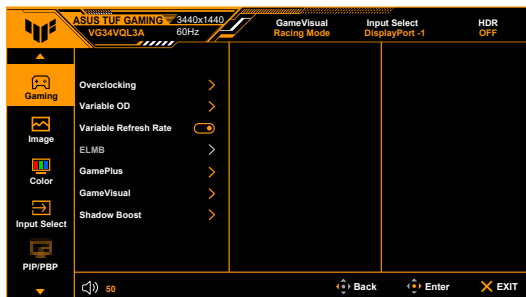 ASUS TUF GAMING
VG34VQL3A
3440x1440
60Hz
GameVisual
Racing Mode
Input Select
DisplayPort -1
HDR
OFF
Gaming
Image
Color
Input Select
PIP/PBP
Overclocking
Variable OD
Variable Refresh Rate
ELMB
GamePlus
GameVisual
Shadow Boost
50
Back
Enter
EXIT